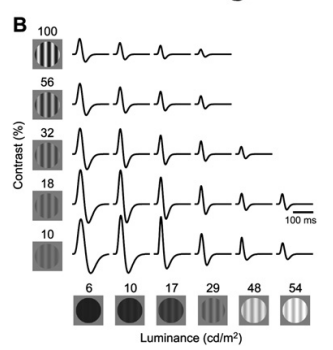 B
100
56
32
18
10
Contrast (%)
100 ms
6 10 17 29 48 54
Luminance (cd/m²)